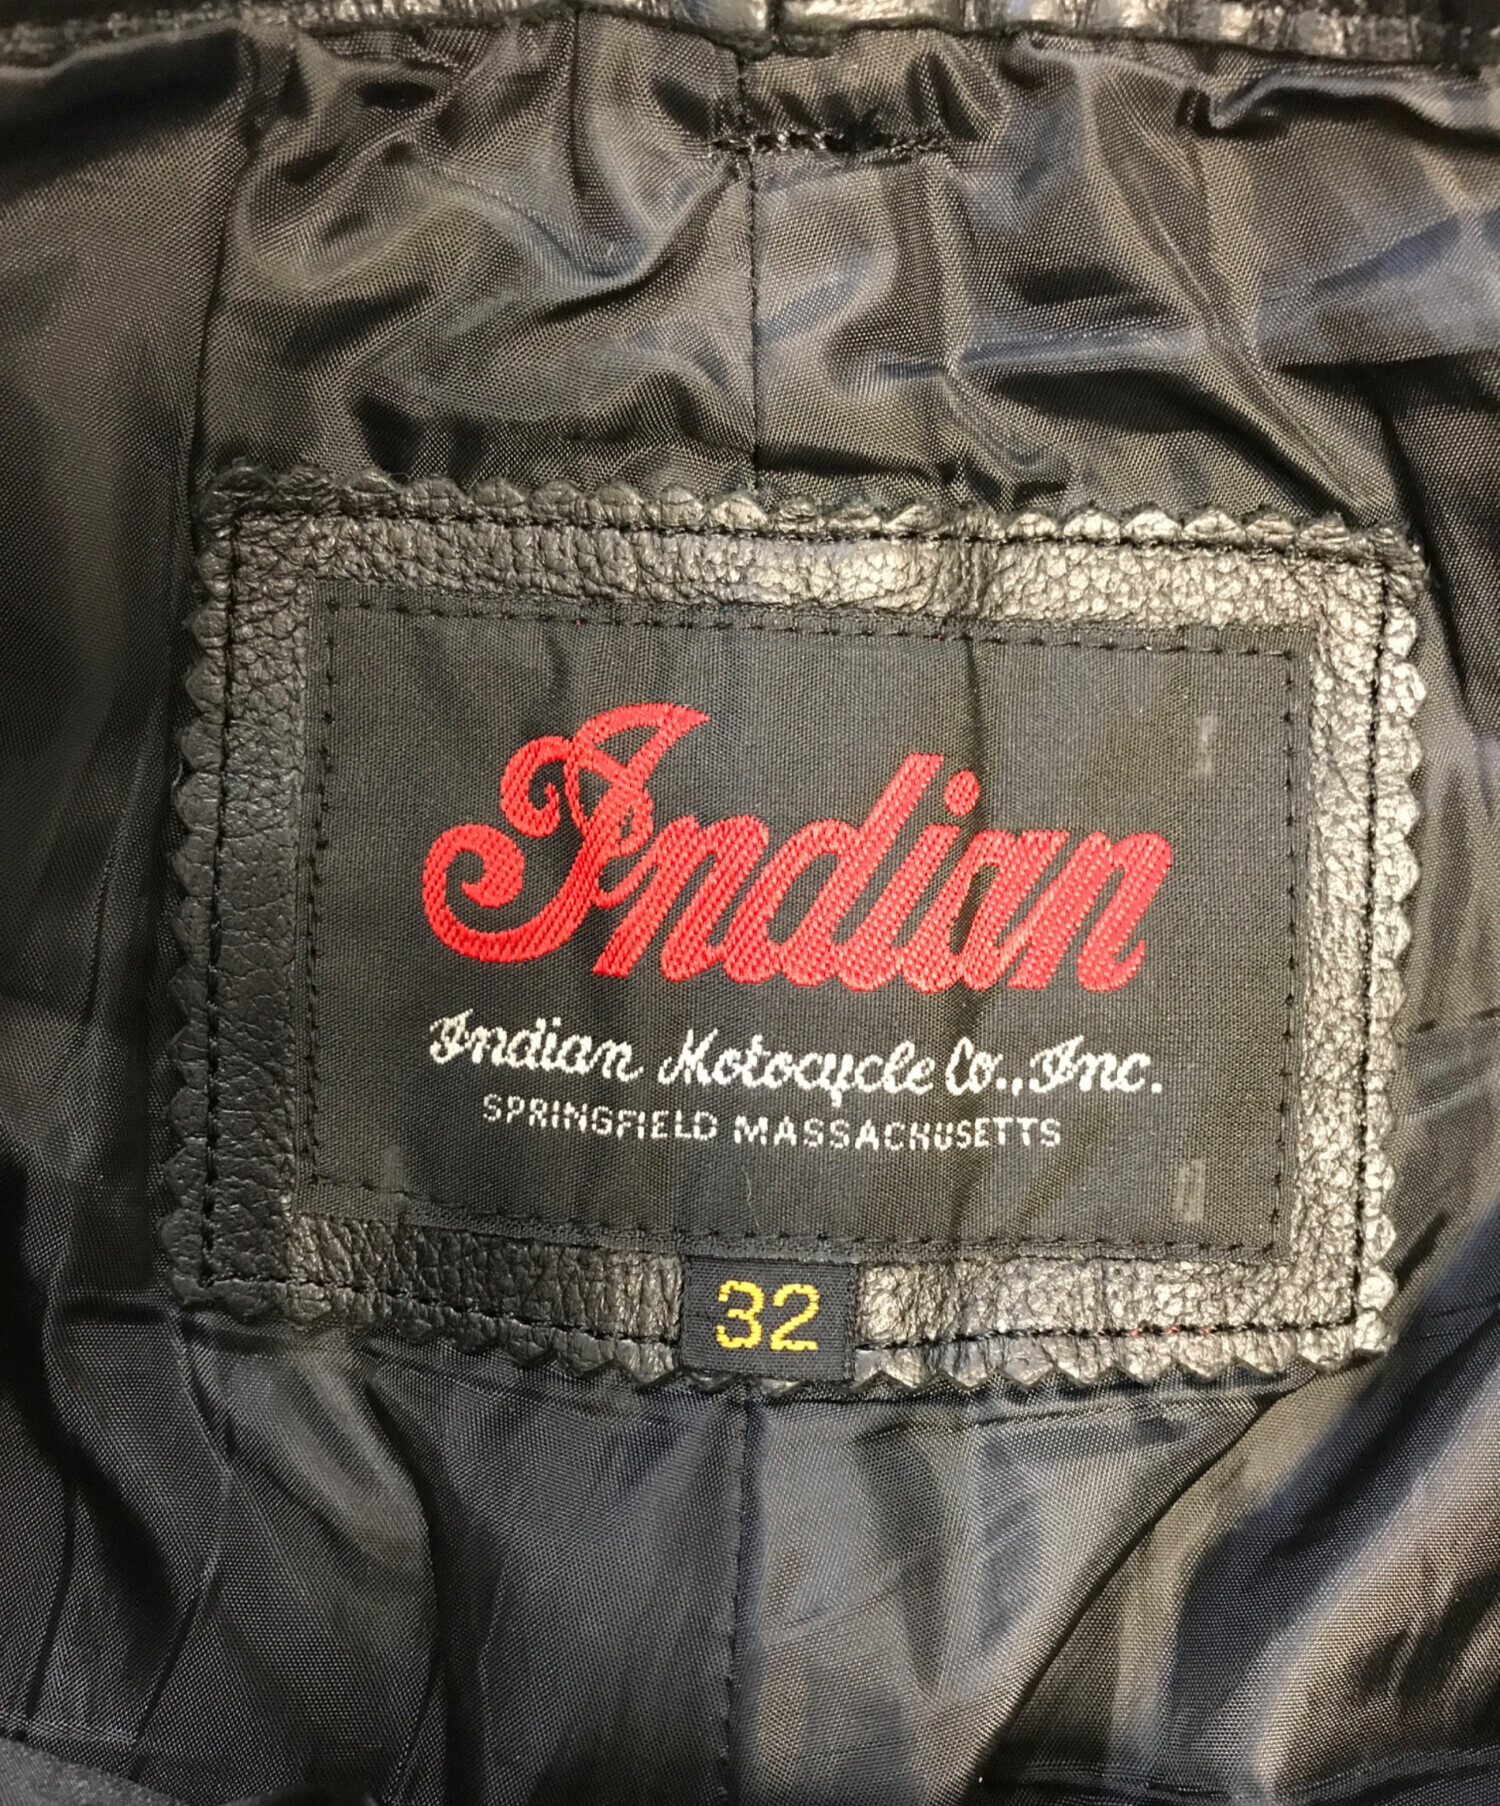 Indian
Indian Motocycle Co., Inc.
SPRINGFIELD MASSACHUSETTS
32